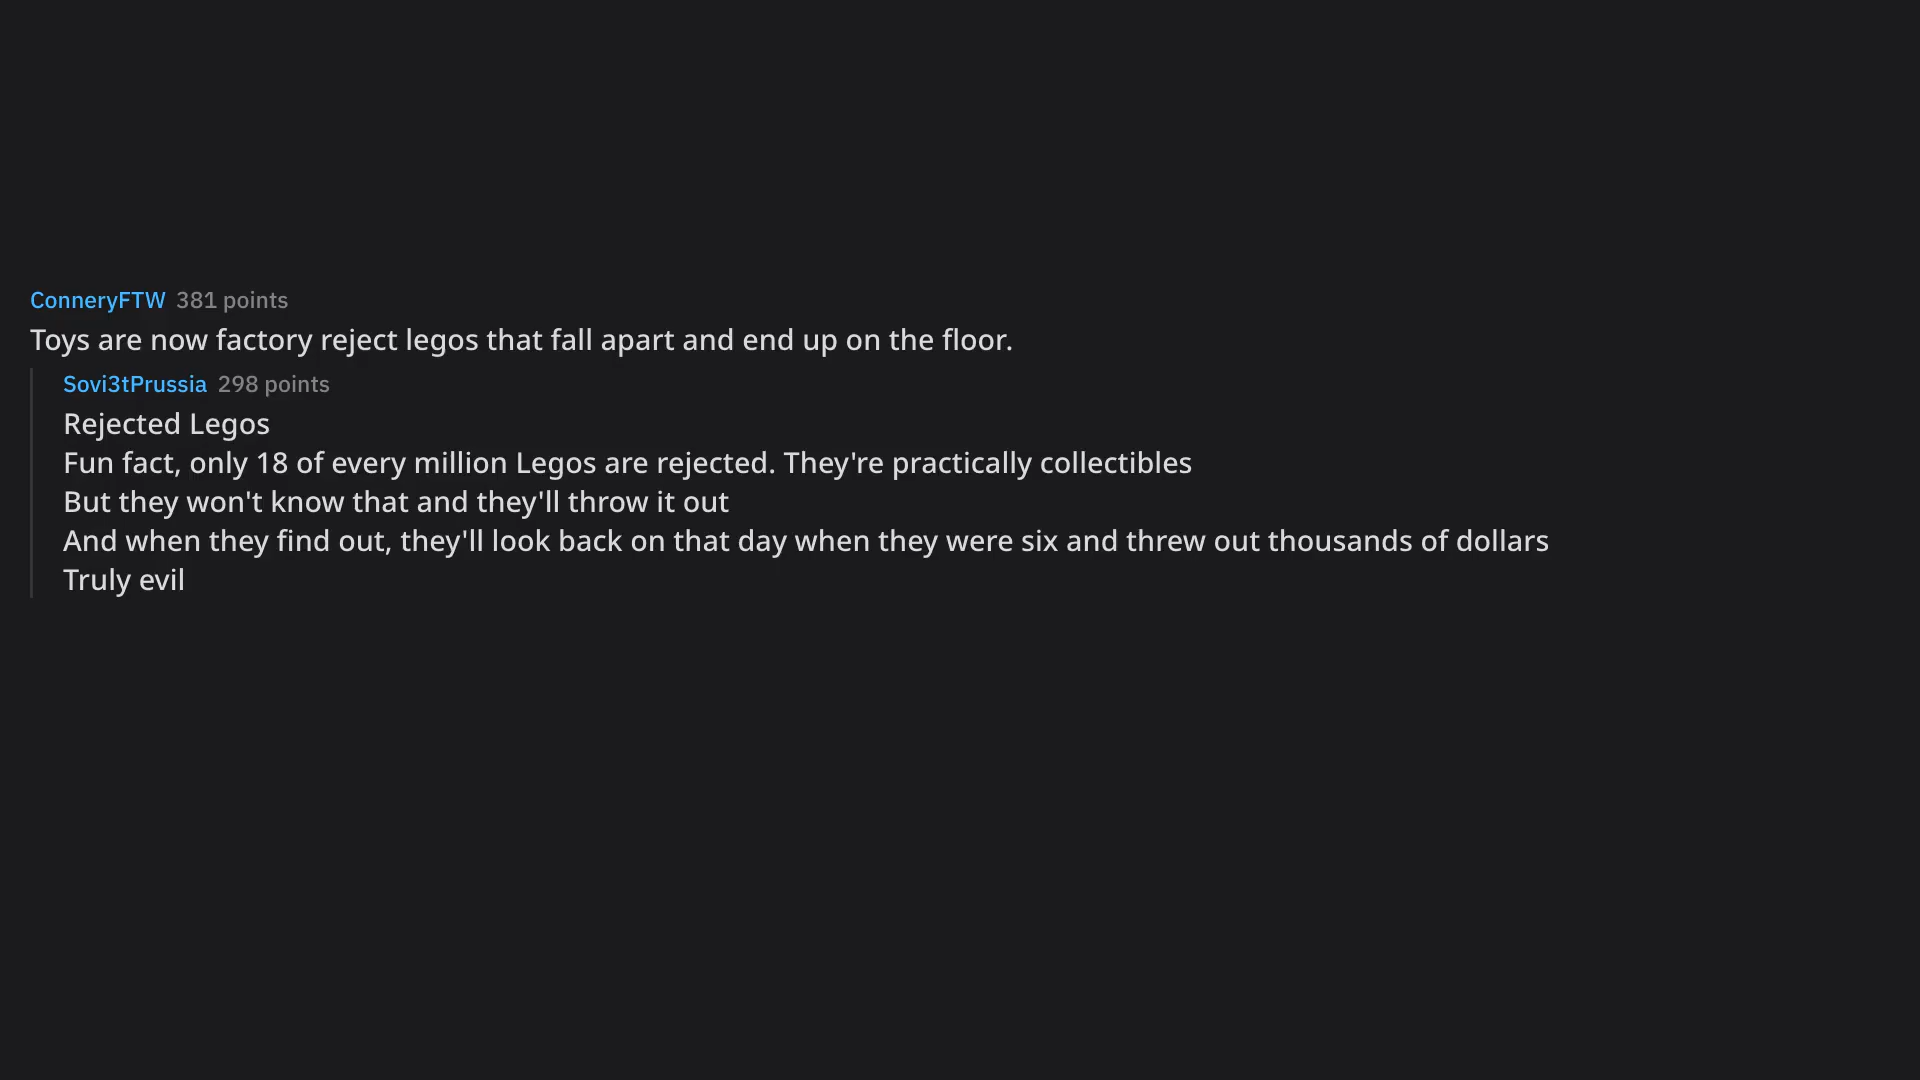 ConneryFTW 381 points
Toys are now factory reject legos that fall apart and end up on the floor.
Sovi3tPrussia 298 points
Rejected Legos
Fun fact, only 18 of every million Legos are rejected. They're practically collectibles
But they won't know that and they'll throw it out
And when they find out, they'll look back on that day when they were six and threw out thousands of dollars
Truly evil